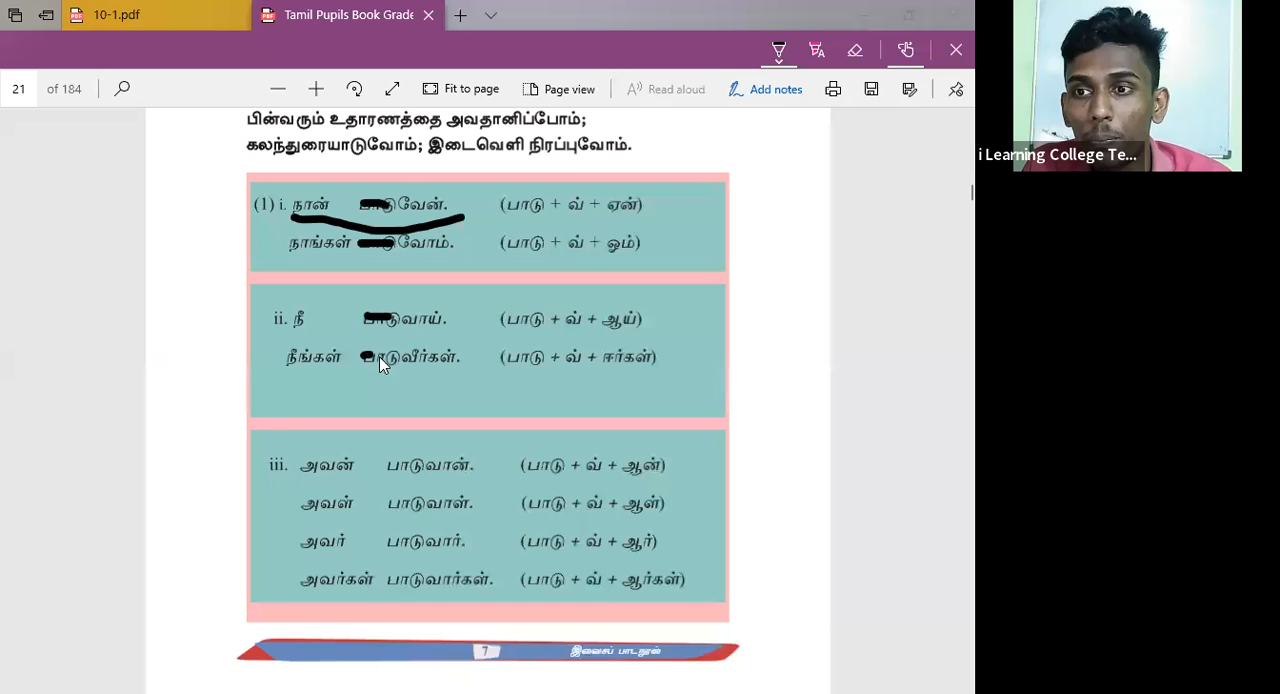 10-1.pdf
Tamil Pupils Book Grade
21 of 184
Fit to page
Page view
Read aloud
Add notes
பின்வரும் உதாரணத்தை அவதானிப்போம்;
கலந்துரையாடுவோம்; இடைவெளி நிரப்புவோம்.
(1) i. நான் பாடுவேன். (பாடு + வ் + ஏன்)
நாங்கள் பாடுவோம். (பாடு + வ் + ஓம்)
ii. நீ பாடுவாய். (பாடு + வ் + ஆய்)
நீங்கள் பாடுவீர்கள். (பாடு + வ் + ஈர்கள்)
iii. அவன் பாடுவான். (பாடு + வ் + ஆன்)
அவள் பாடுவாள். (பாடு + வ் + ஆள்)
அவர் பாடுவார். (பாடு + வ் + ஆர்)
அவர்கள் பாடுவார்கள். (பாடு + வ் + ஆர்கள்)
7 இலவசப் பாடநூல்
i Learning College Te...